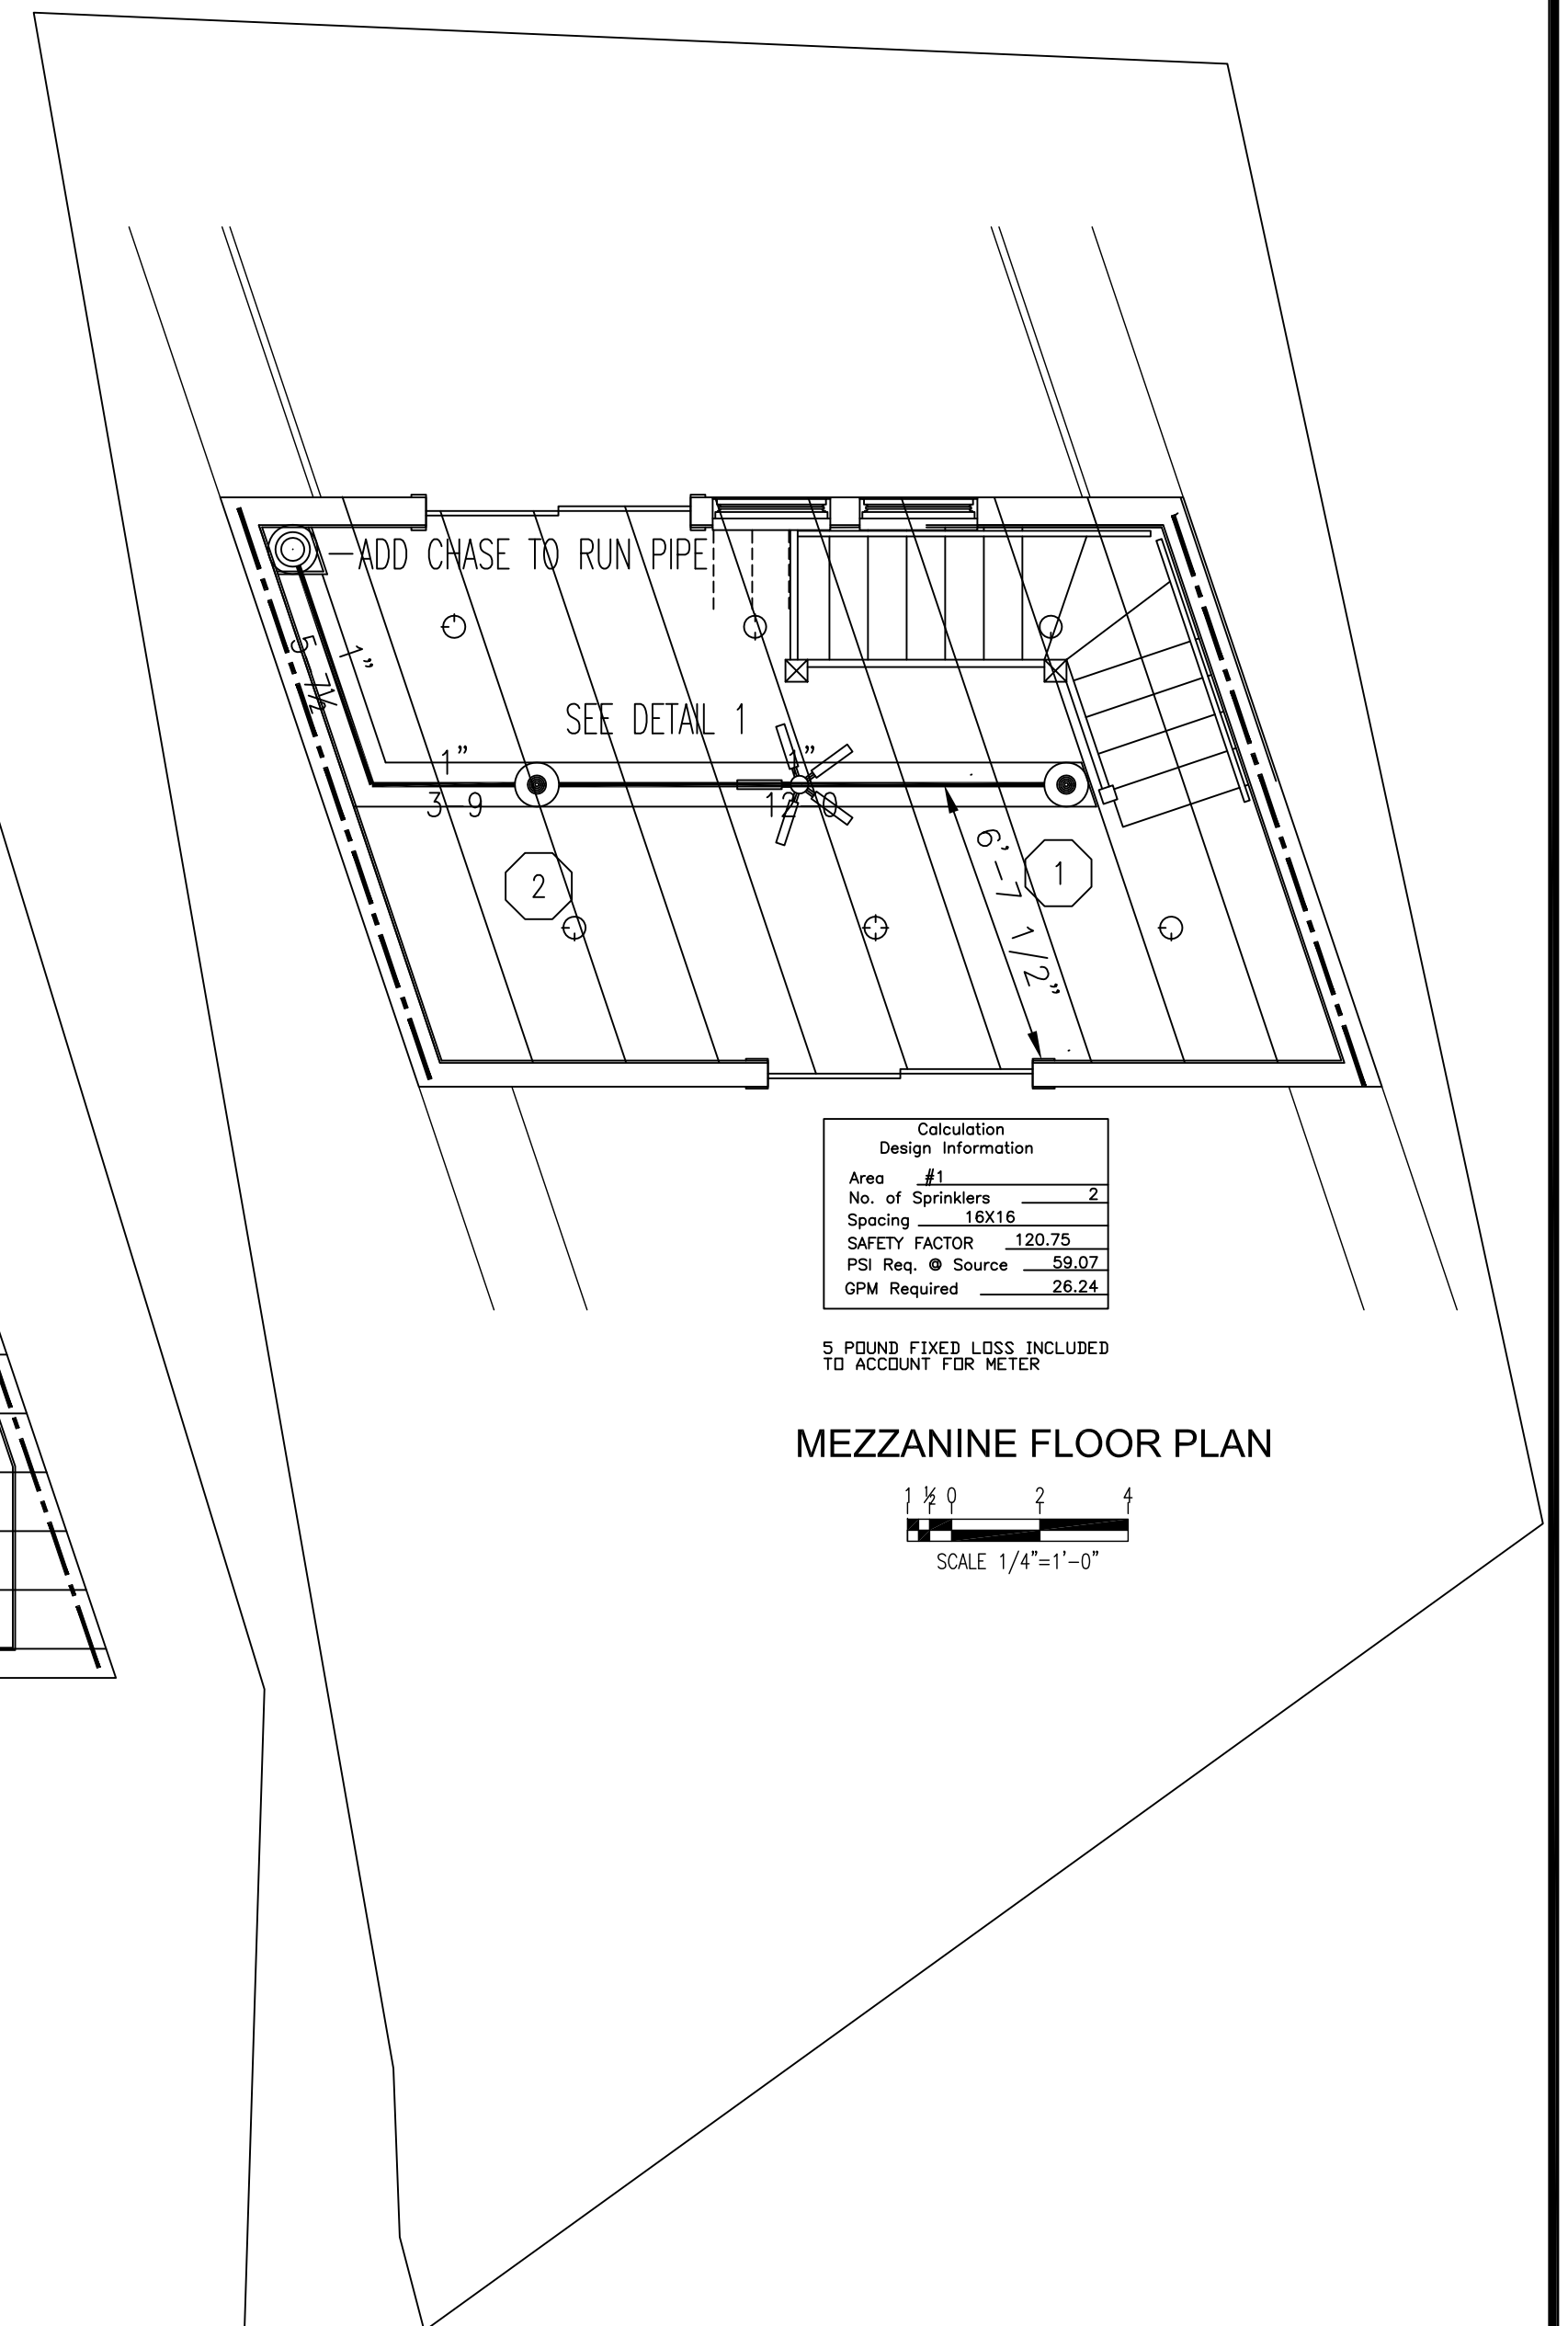 —ADD CHASE TO RUN PIPE
1"
5 7½
SEE DETAIL 1
1"
1"
3-9
12-0
6'-7 1/2"
2
1
Calculation
Design Information
Area #1
No. of Sprinklers 2
Spacing 16X16
SAFETY FACTOR 120.75
PSI Req. @ Source 59.07
GPM Required 26.24
5 POUND FIXED LOSS INCLUDED
TO ACCOUNT FOR METER
MEZZANINE FLOOR PLAN
1 ½ 0 2 4
SCALE 1/4"=1'-0"